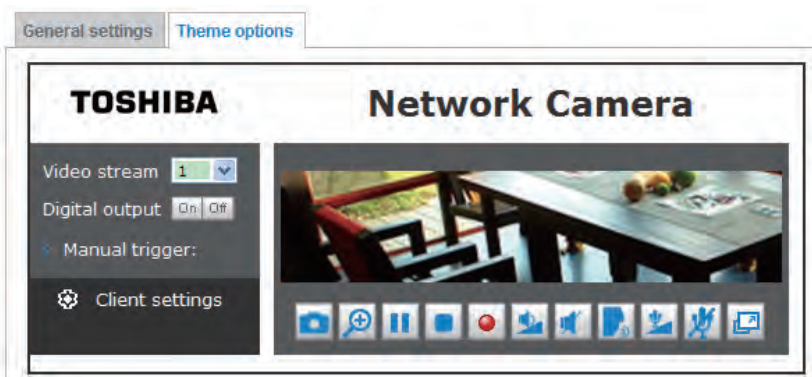 General settings
Theme options
TOSHIBA
Network Camera
Video stream 1
Digital output On Off
Manual trigger:
Client settings